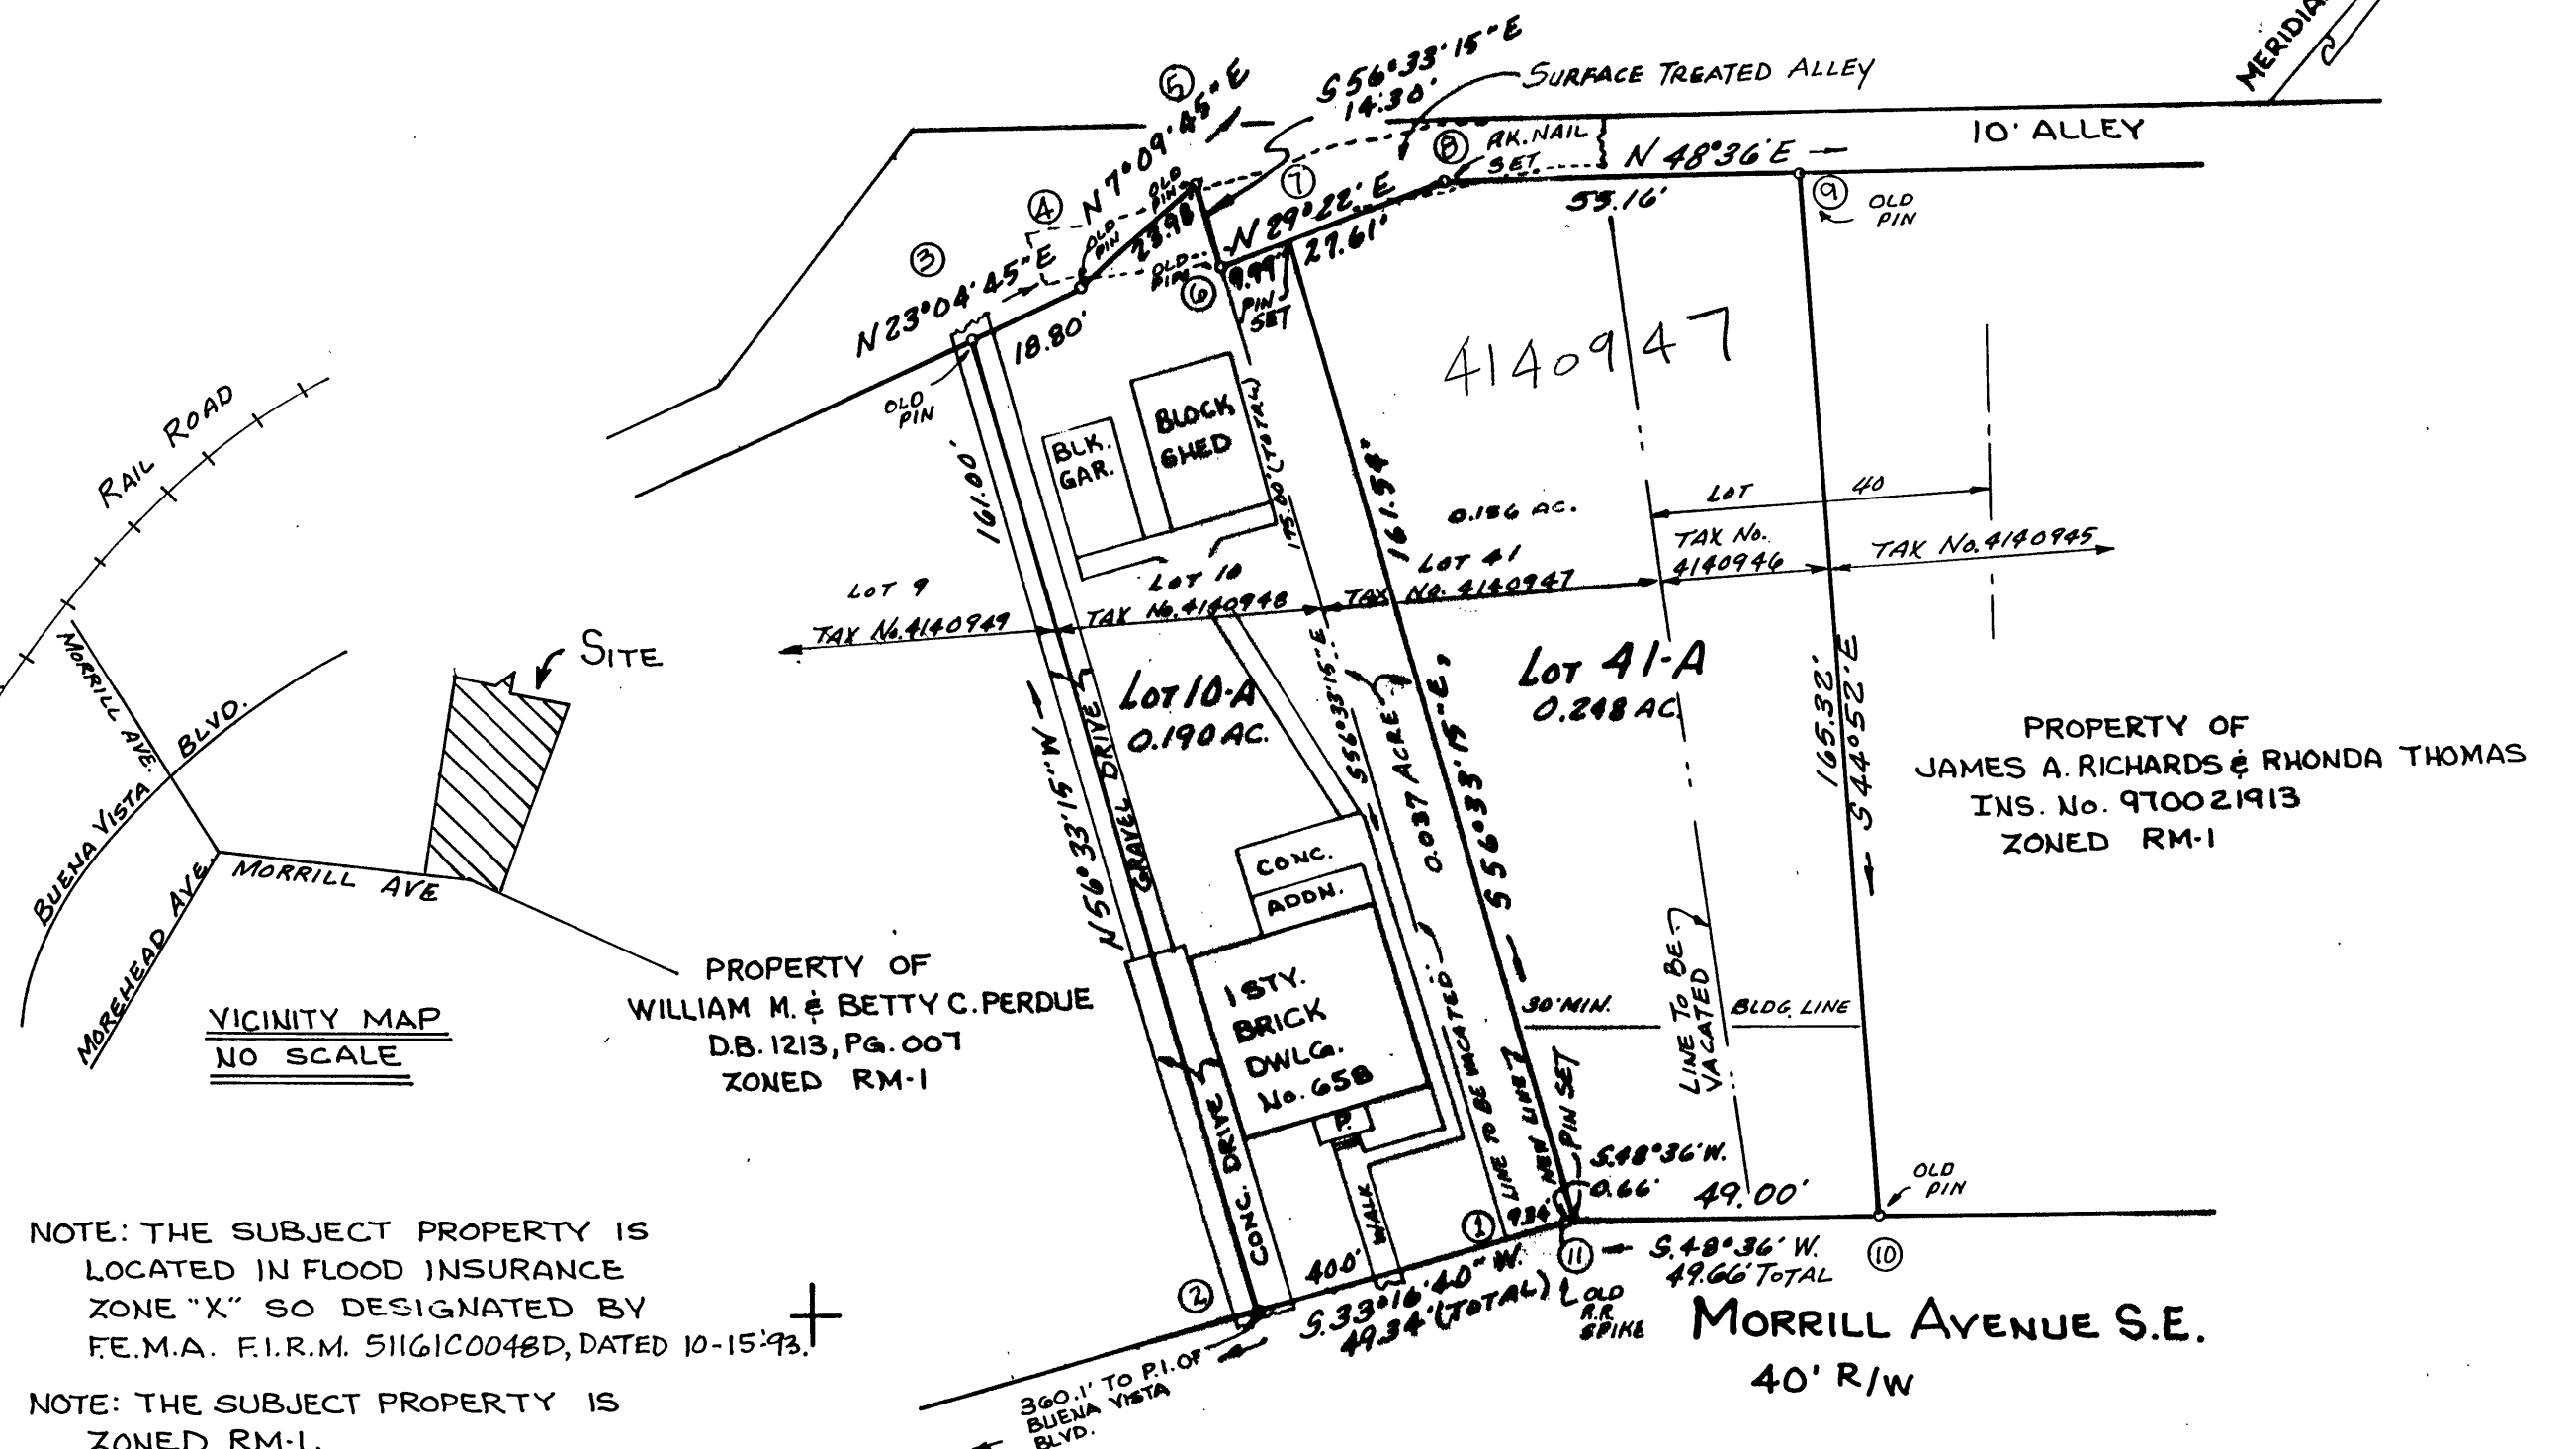 MERIDIA
S 56°33'15" E
14.30'
SURFACE TREATED ALLEY
10' ALLEY
5
N 7°09'45" E
23.98
OLD
PIN
4
OLD
PIN
3
N 23°04'45" E
18.80'
OLD
PIN
OLD
PIN
6
7
N 29°22' E
9.99'
27.61'
PIN
SET
8
P.K. NAIL
SET
N 48°36' E
55.16'
9
OLD
PIN
4140947
RAIL ROAD
MORRILL AVE.
BUENA VISTA BLVD.
MOREHEAD AVE.
MORRILL AVE
SITE
VICINITY MAP
NO SCALE
161.00'
BLK.
GAR.
BLOCK
SHED
(TOTAL)
161.54'
0.186 AC.
LOT 40
LOT 9
TAX No. 4140949
LOT 10
TAX No. 4140948
LOT 41
TAX No. 4140947
TAX No.
4140946
TAX No. 4140945
LOT 10-A
0.190 AC.
LOT 41-A
0.248 AC.
N 56°33'15" W
GRAVEL DRIVE
S 56°33'15" E
0.037 ACRE
S 56°33'15" E
165.32'
S 44°52' E
PROPERTY OF
JAMES A. RICHARDS & RHONDA THOMAS
INS. No. 970021913
ZONED RM-1
PROPERTY OF
WILLIAM M. & BETTY C. PERDUE
D.B. 1213, PG. 007
ZONED RM-1
CONC.
ADDN.
1 STY.
BRICK
DWLG.
No. 658
P.
WALK
CONC. DRIVE
LINE TO BE VACATED
NEW LINE
PIN SET
30' MIN. BLDG. LINE
LINE TO BE
VACATED
S. 48°36' W.
0.66'
49.00'
OLD
PIN
1
9.34
2
40.0'
S. 33°16'40" W.
49.34' (TOTAL)
11
S. 48°36' W.
49.66' TOTAL
10
OLD
R.R.
SPIKE
MORRILL AVENUE S.E.
40' R/W
360.1' TO P.I. OF
BUENA VISTA
BLVD.
NOTE: THE SUBJECT PROPERTY IS
LOCATED IN FLOOD INSURANCE
ZONE "X" SO DESIGNATED BY
F.E.M.A. F.I.R.M. 51161C0048D, DATED 10-15-93.
NOTE: THE SUBJECT PROPERTY IS
ZONED RM-1.